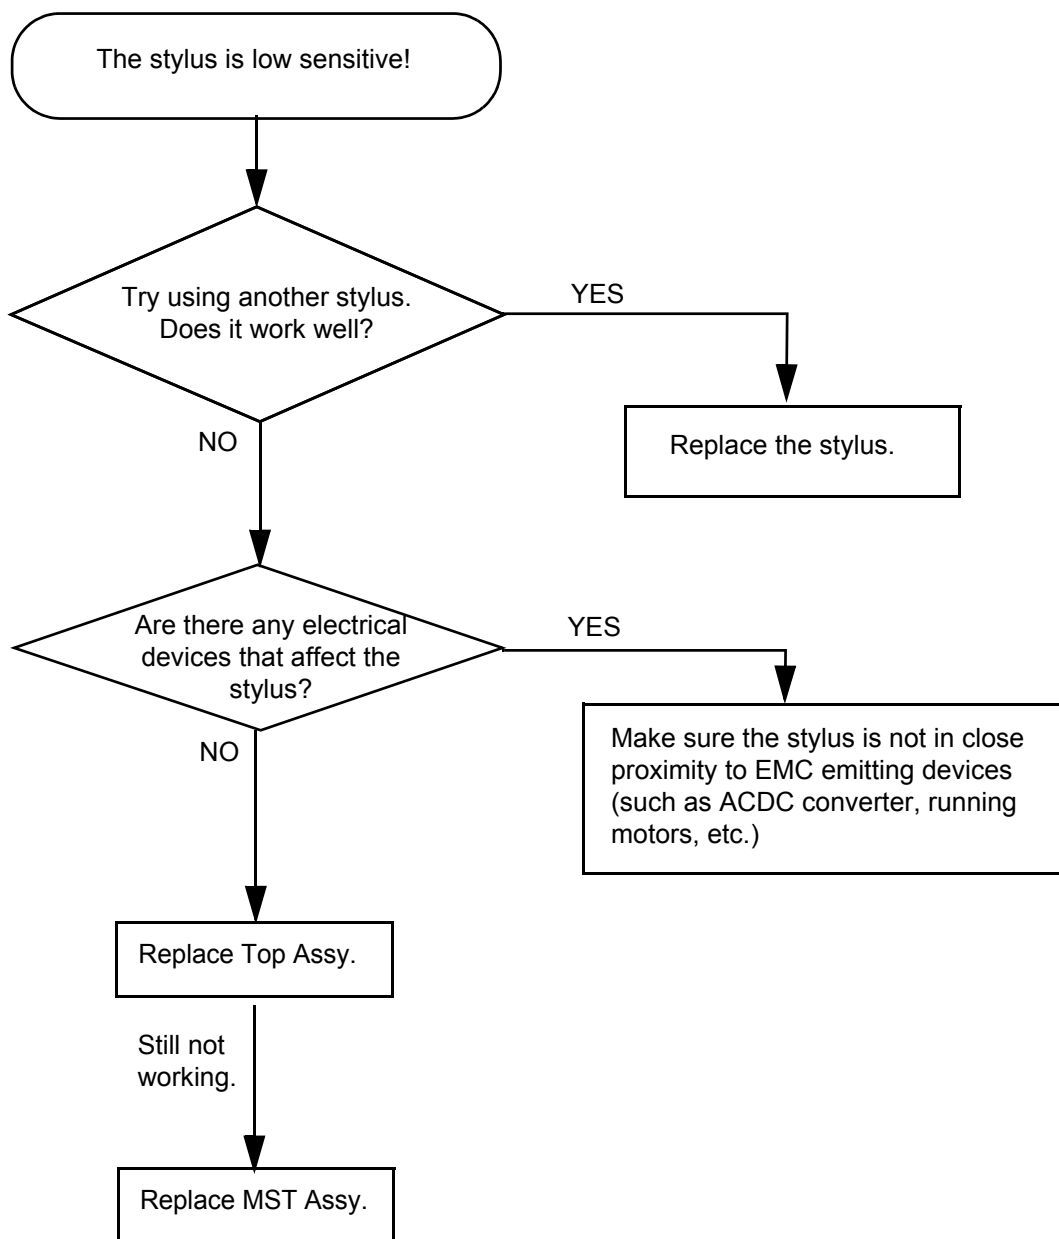 The stylus is low sensitive!
Try using another stylus.
Does it work well?
YES
Replace the stylus.
NO
Are there any electrical
devices that affect the
stylus?
YES
Make sure the stylus is not in close
proximity to EMC emitting devices
(such as ACDC converter, running
motors, etc.)
NO
Replace Top Assy.
Still not
working.
Replace MST Assy.